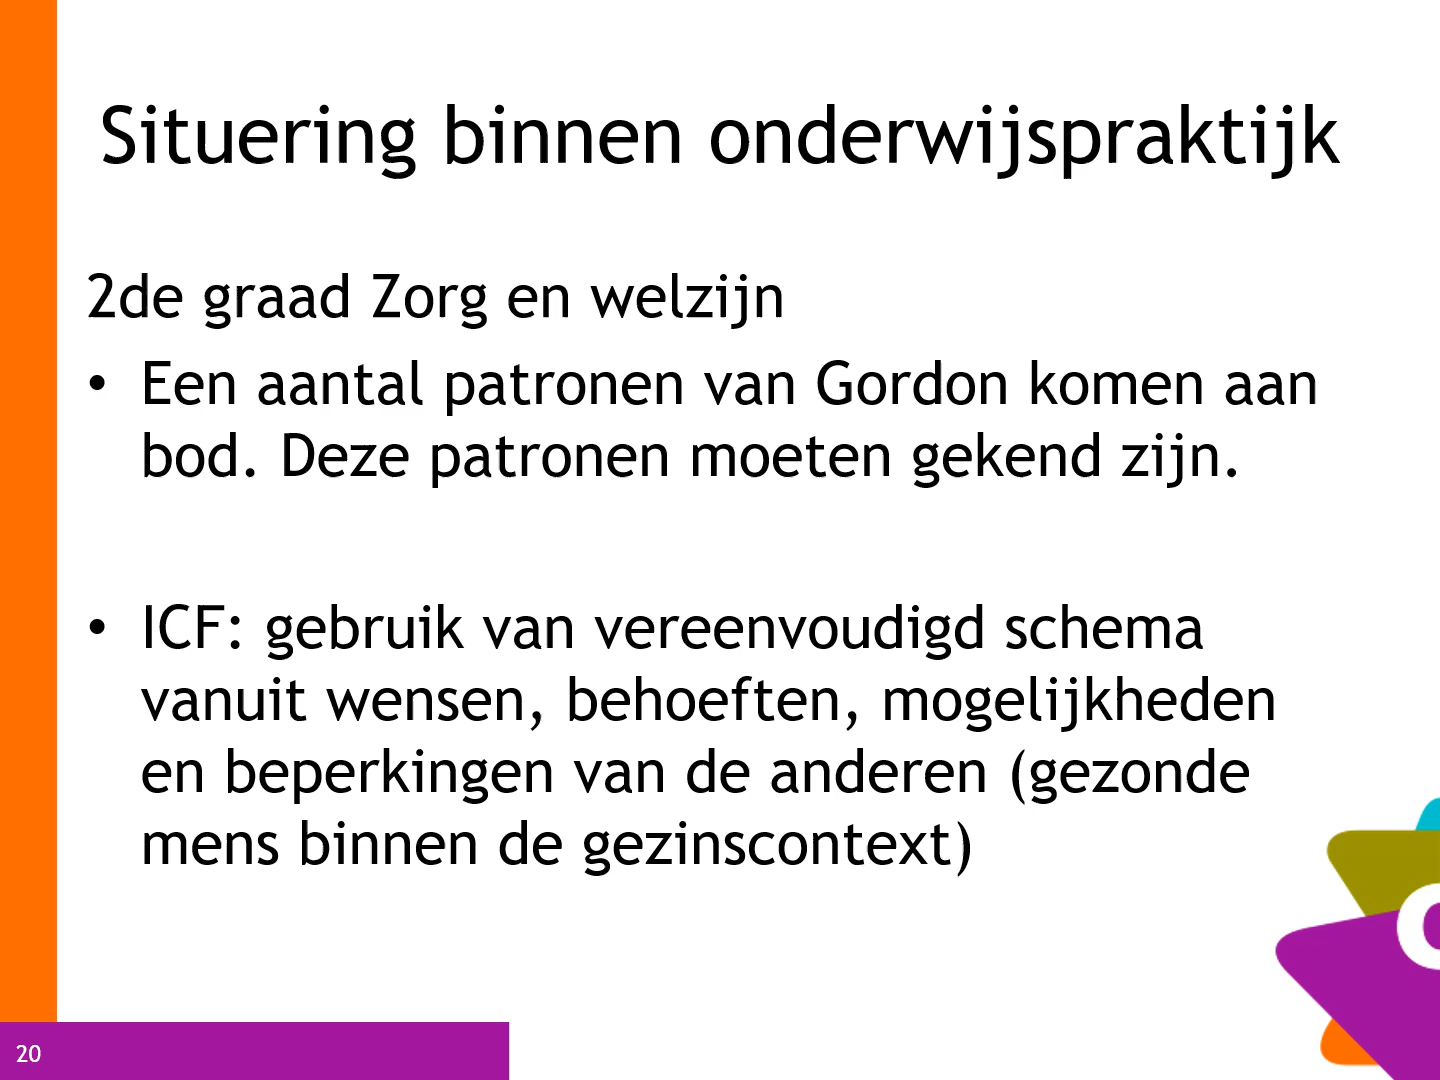 Situering binnen onderwijspraktijk
2de graad Zorg en welzijn
• Een aantal patronen van Gordon komen aan
bod. Deze patronen moeten gekend zijn.
• ICF: gebruik van vereenvoudigd schema
vanuit wensen, behoeften, mogelijkheden
en beperkingen van de anderen (gezonde
mens binnen de gezinscontext)
20